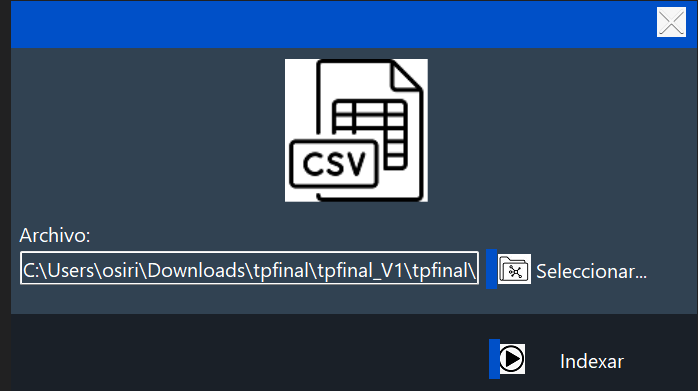 CSV
Archivo:
C:\Users\osiri\Downloads\tpfinal\tpfinal_V1\tpfinal\
Seleccionar...
Indexar